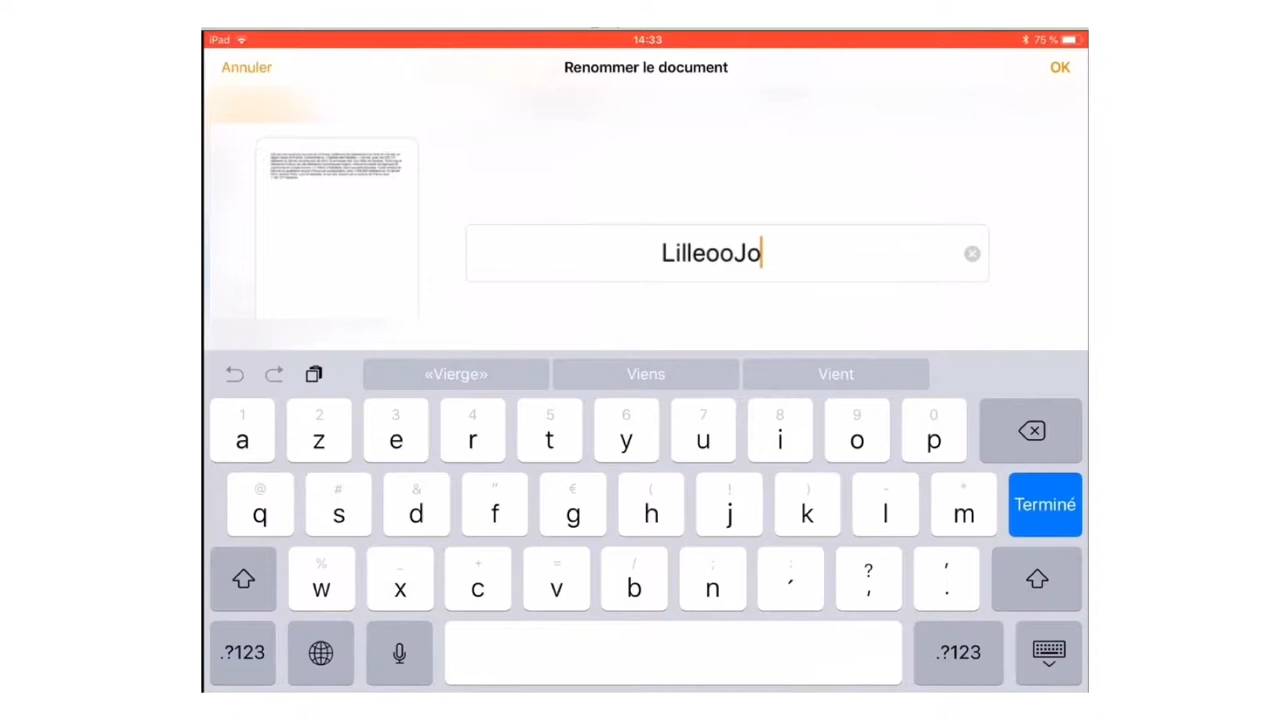 iPad 14:33 75 %
Annuler Renommer le document OK
LilleooJo
«Vierge» Viens Vient
1 2 3 4 5 6 7 8 9 0
a z e r t y u i o p
@ # & " € ( ! ) - *
q s d f g h j k l m Terminé
% _ + = / ; : ? '
w x c v b n ´ , .
.?123 .?123